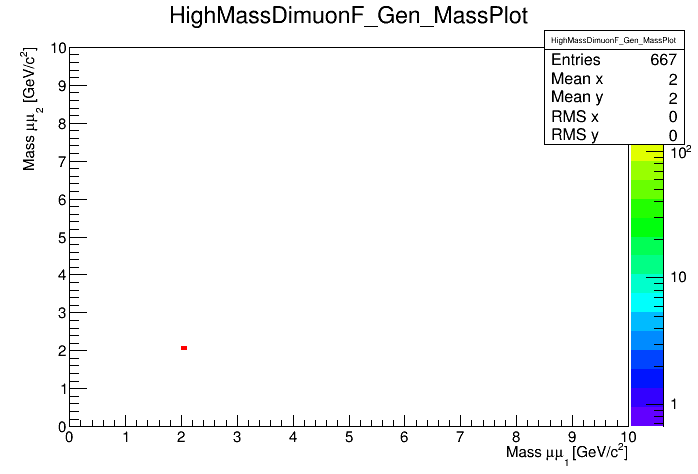 HighMassDimuonF_Gen_MassPlot
HighMassDimuonF_Gen_MassPlot
Entries 667
Mean x 2
Mean y 2
RMS x 0
RMS y 0
Mass μμ₂ [GeV/c²]
10
9
8
7
6
5
4
3
2
1
0
10²
10
1
0 1 2 3 4 5 6 7 8 9 10
Mass μμ₁ [GeV/c²]